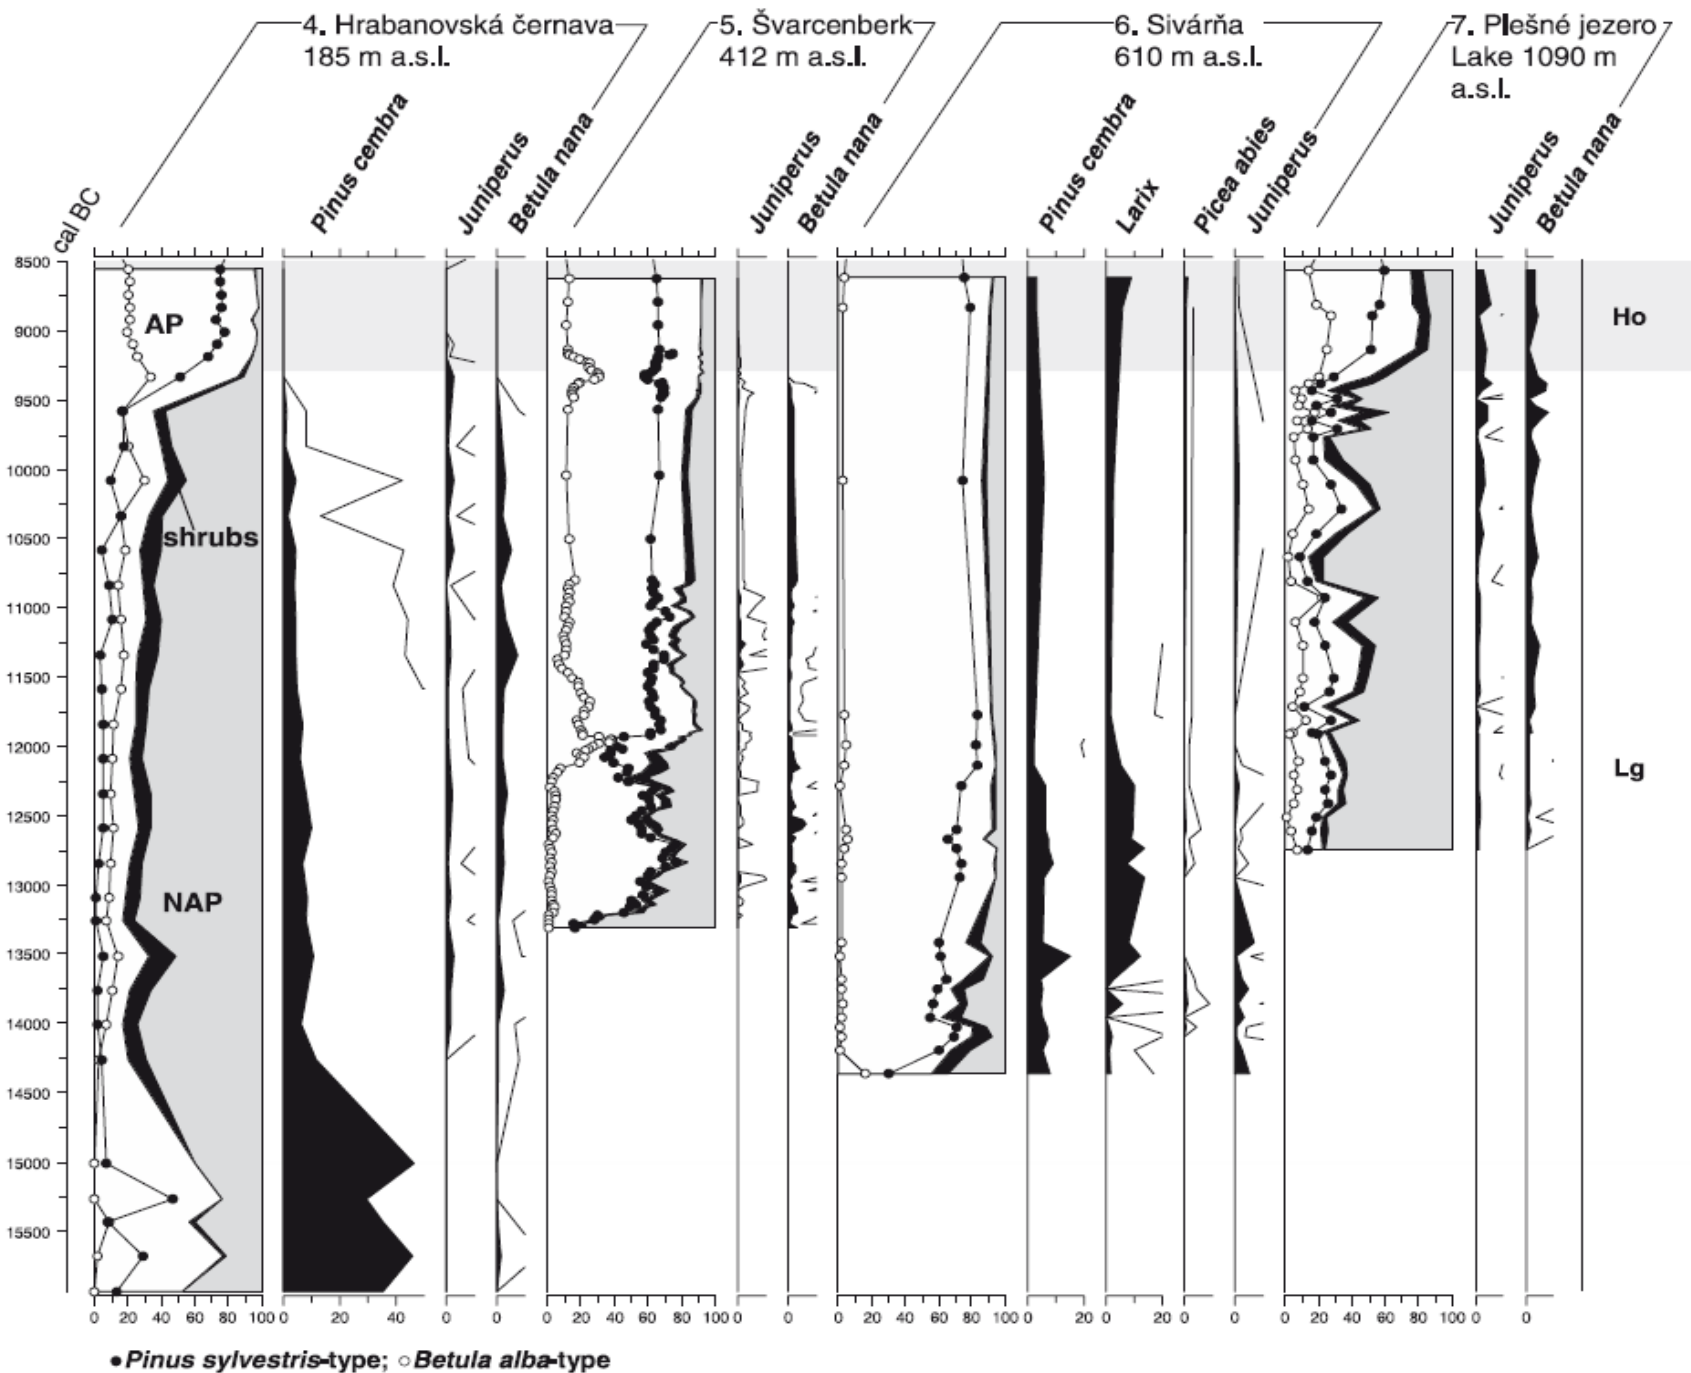 4. Hrabanovská černava
185 m a.s.l.
5. Švarcenberk
412 m a.s.l.
6. Sivárňa
610 m a.s.l.
7. Plešné jezero
Lake 1090 m
a.s.l.
cal BC
Pinus cembra
Juniperus
Betula nana
Juniperus
Betula nana
Pinus cembra
Larix
Picea abies
Juniperus
Juniperus
Betula nana
8500
9000
9500
10000
10500
11000
11500
12000
12500
13000
13500
14000
14500
15000
15500
AP
shrubs
NAP
Ho
Lg
0 20 40 60 80 100 0 20 40 0 0 0 20 40 60 80 100 0 0 0 20 40 60 80 100 0 20 0 20 0 0 0 20 40 60 80 100 0 0
Pinus sylvestris-type; Betula alba-type